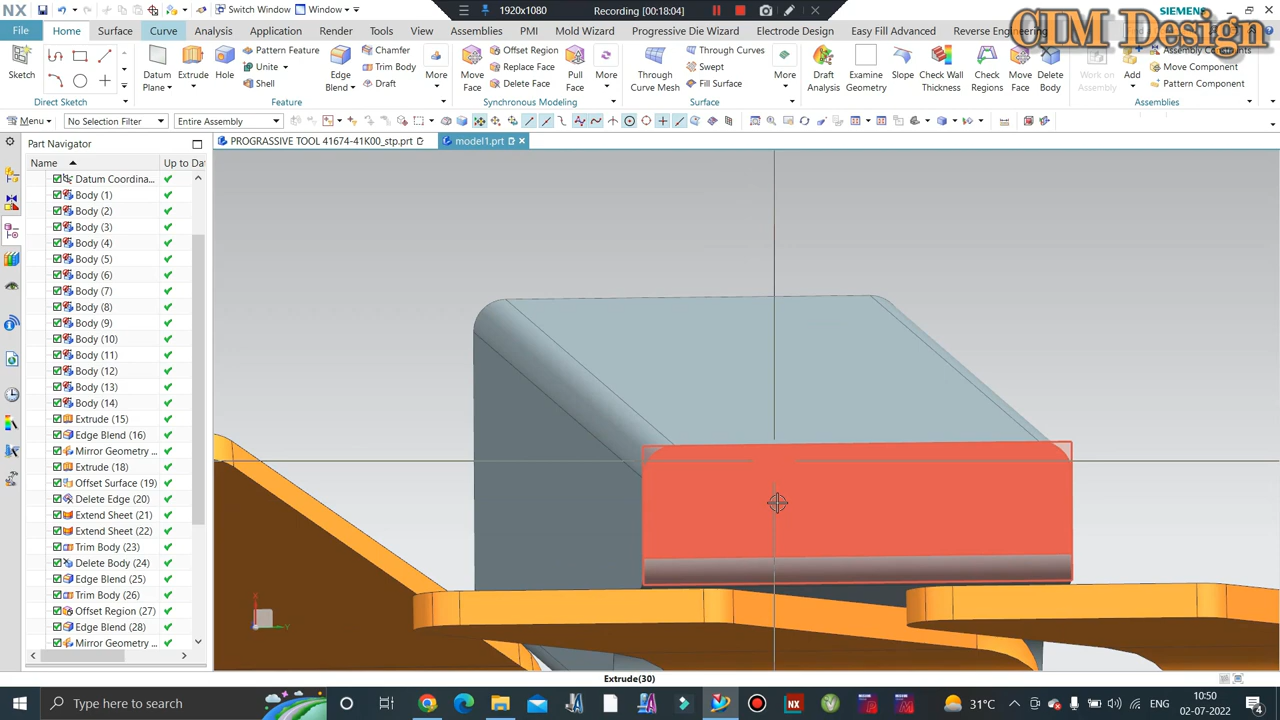 NX Switch Window Window 1920x1080 Recording [00:18:04] SIEMENS
CIM Design
File Home Surface Curve Analysis View Render Tools Assemblies PMI Mold Wizard Progressive Die Wizard Application Electrode Design Easy Fill Advanced Reverse Engineering
Sketch
Direct Sketch
Datum Plane
Extrude
Hole
Pattern Feature
Unite
Shell
Edge Blend
Chamfer
Trim Body
Draft
More
Feature
Move Face
Offset Region
Replace Face
Delete Face
Pull Face
More
Synchronous Modeling
Through Curve Mesh
Through Curves
Swept
Fill Surface
More
Surface
Draft Analysis
Examine Geometry
Slope
Check Wall Thickness
Check Regions
Move Face
Delete Body
Work on Assembly
Add
Assembly Constraints
Move Component
Pattern Component
Assemblies
Menu No Selection Filter Entire Assembly
Part Navigator
PROGRASSIVE TOOL 41674-41K00_stp.prt model1.prt
Name Up to Da
Datum Coordina...
Body (1)
Body (2)
Body (3)
Body (4)
Body (5)
Body (6)
Body (7)
Body (8)
Body (9)
Body (10)
Body (11)
Body (12)
Body (13)
Body (14)
Extrude (15)
Edge Blend (16)
Mirror Geometry ...
Extrude (18)
Offset Surface (19)
Delete Edge (20)
Extend Sheet (21)
Extend Sheet (22)
Trim Body (23)
Delete Body (24)
Edge Blend (25)
Trim Body (26)
Offset Region (27)
Edge Blend (28)
Mirror Geometry ...
X
Y
Extrude(30)
Type here to search
31°C
ENG
10:50
02-07-2022